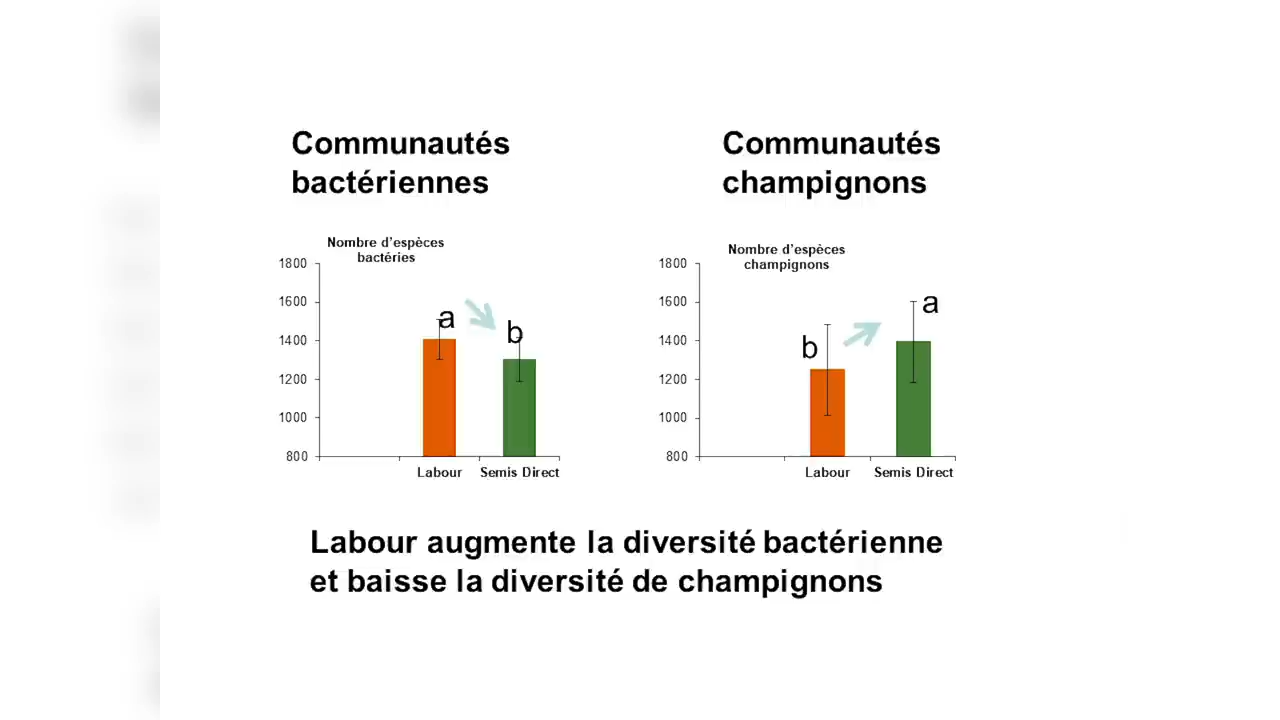 Communautés
bactériennes
Communautés
champignons
Nombre d’espèces
bactéries
1800
1600
1400
1200
1000
800
a
b
Labour
Semis Direct
Nombre d’espèces
champignons
1800
1600
1400
1200
1000
800
b
a
Labour
Semis Direct
Labour augmente la diversité bactérienne
et baisse la diversité de champignons